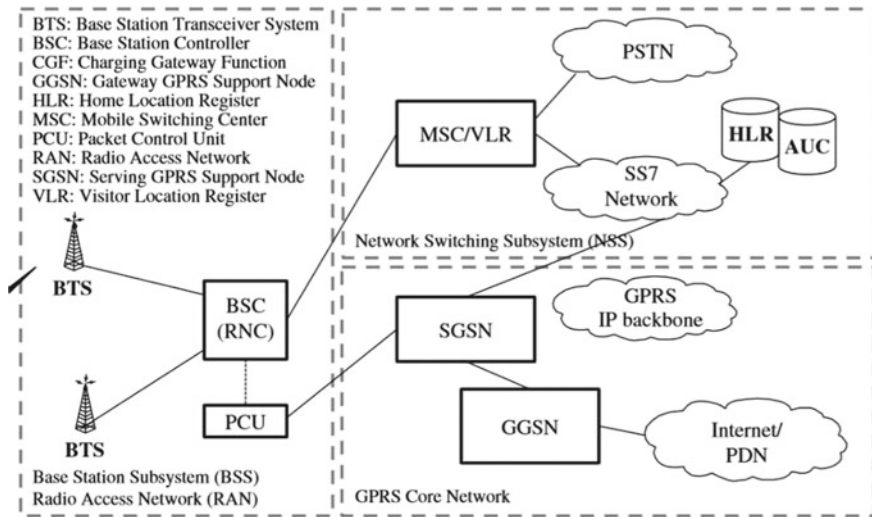 BTS: Base Station Transceiver System
BSC: Base Station Controller
CGF: Charging Gateway Function
GGSN: Gateway GPRS Support Node
HLR: Home Location Register
MSC: Mobile Switching Center
PCU: Packet Control Unit
RAN: Radio Access Network
SGSN: Serving GPRS Support Node
VLR: Visitor Location Register
BTS
BSC
(RNC)
BTS
PCU
Base Station Subsystem (BSS)
Radio Access Network (RAN)
PSTN
MSC/VLR
HLR
AUC
SS7
Network
Network Switching Subsystem (NSS)
GPRS
IP backbone
SGSN
GGSN
Internet/
PDN
GPRS Core Network